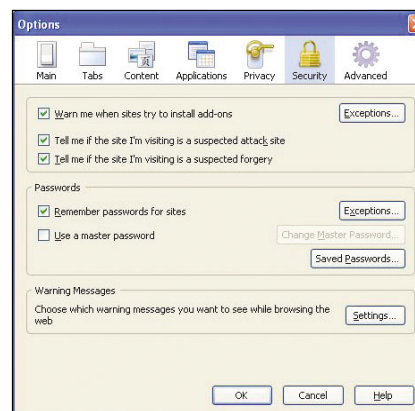 Options
Main Tabs Content Applications Privacy Security Advanced
Warn me when sites try to install add-ons Exceptions...
Tell me if the site I'm visiting is a suspected attack site
Tell me if the site I'm visiting is a suspected forgery
Passwords
Remember passwords for sites Exceptions...
Use a master password Change Master Password...
Saved Passwords...
Warning Messages
Choose which warning messages you want to see while browsing the Settings...
web
OK Cancel Help